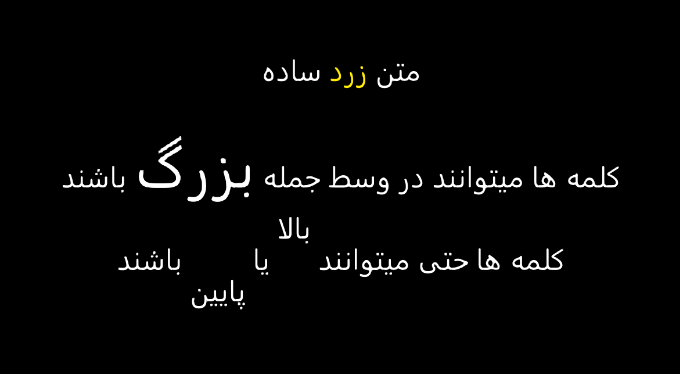 متن زرد ساده
کلمه ها میتوانند در وسط جمله بزرگ باشند
کلمه ها حتی میتوانند بالا یا پایین باشند